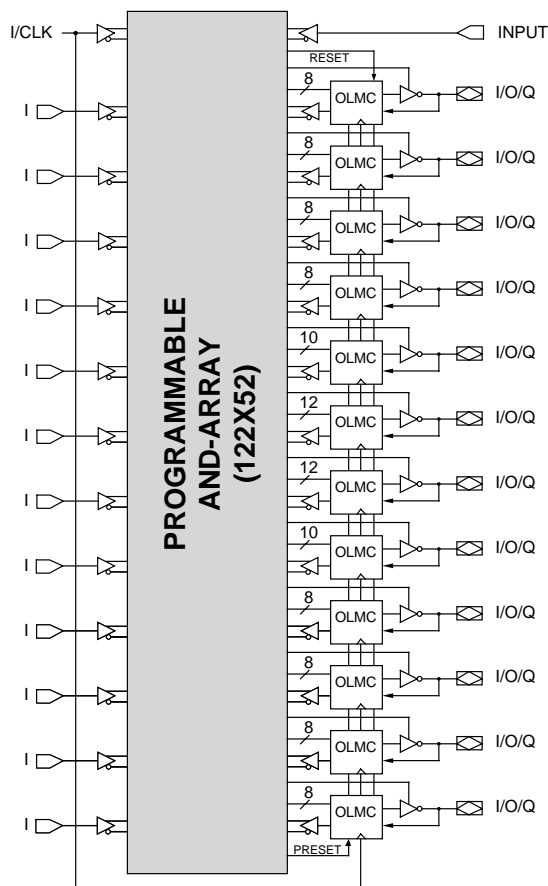 I/CLK
INPUT
RESET
8
OLMC
I/O/Q
I
8
OLMC
I/O/Q
I
8
OLMC
I/O/Q
I
8
OLMC
I/O/Q
I
10
OLMC
I/O/Q
I
12
OLMC
I/O/Q
I
12
OLMC
I/O/Q
I
10
OLMC
I/O/Q
I
8
OLMC
I/O/Q
I
8
OLMC
I/O/Q
I
8
OLMC
I/O/Q
I
8
OLMC
I/O/Q
I
PRESET
PROGRAMMABLE
AND-ARRAY
(122X52)